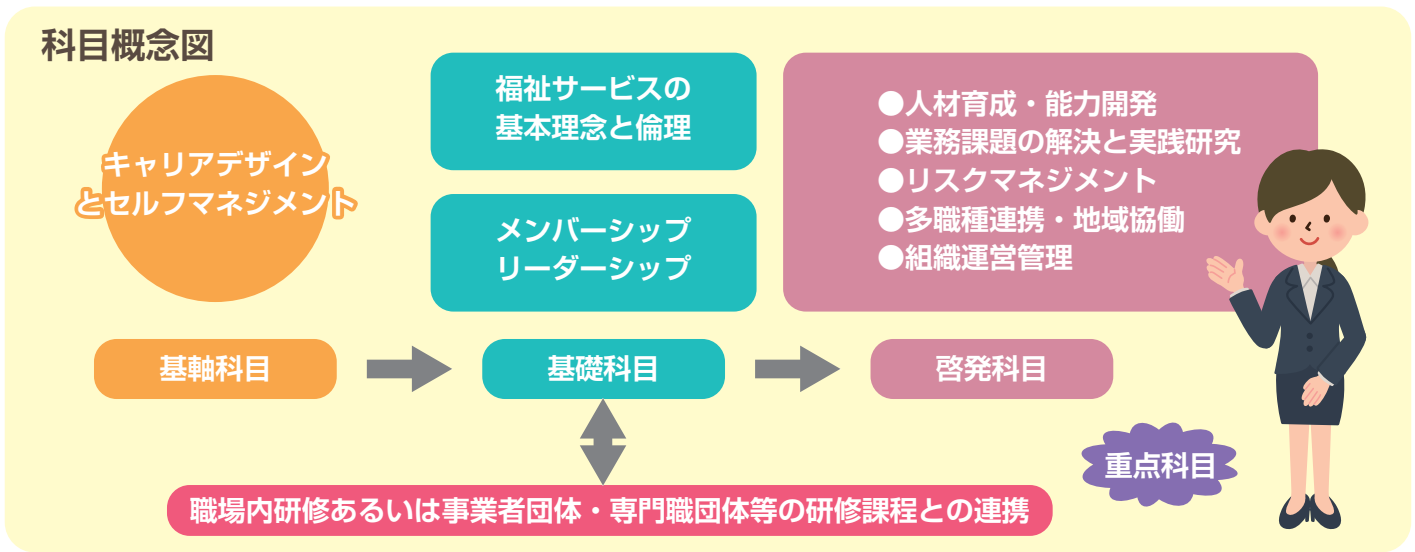 科目概念図
キャリアデザイン
とセルフマネジメント
福祉サービスの
基本理念と倫理
メンバーシップ
リーダーシップ
●人材育成・能力開発
●業務課題の解決と実践研究
●リスクマネジメント
●多職種連携・地域協働
●組織運営管理
基軸科目
基礎科目
啓発科目
重点科目
職場内研修あるいは事業者団体・専門職団体等の研修課程との連携